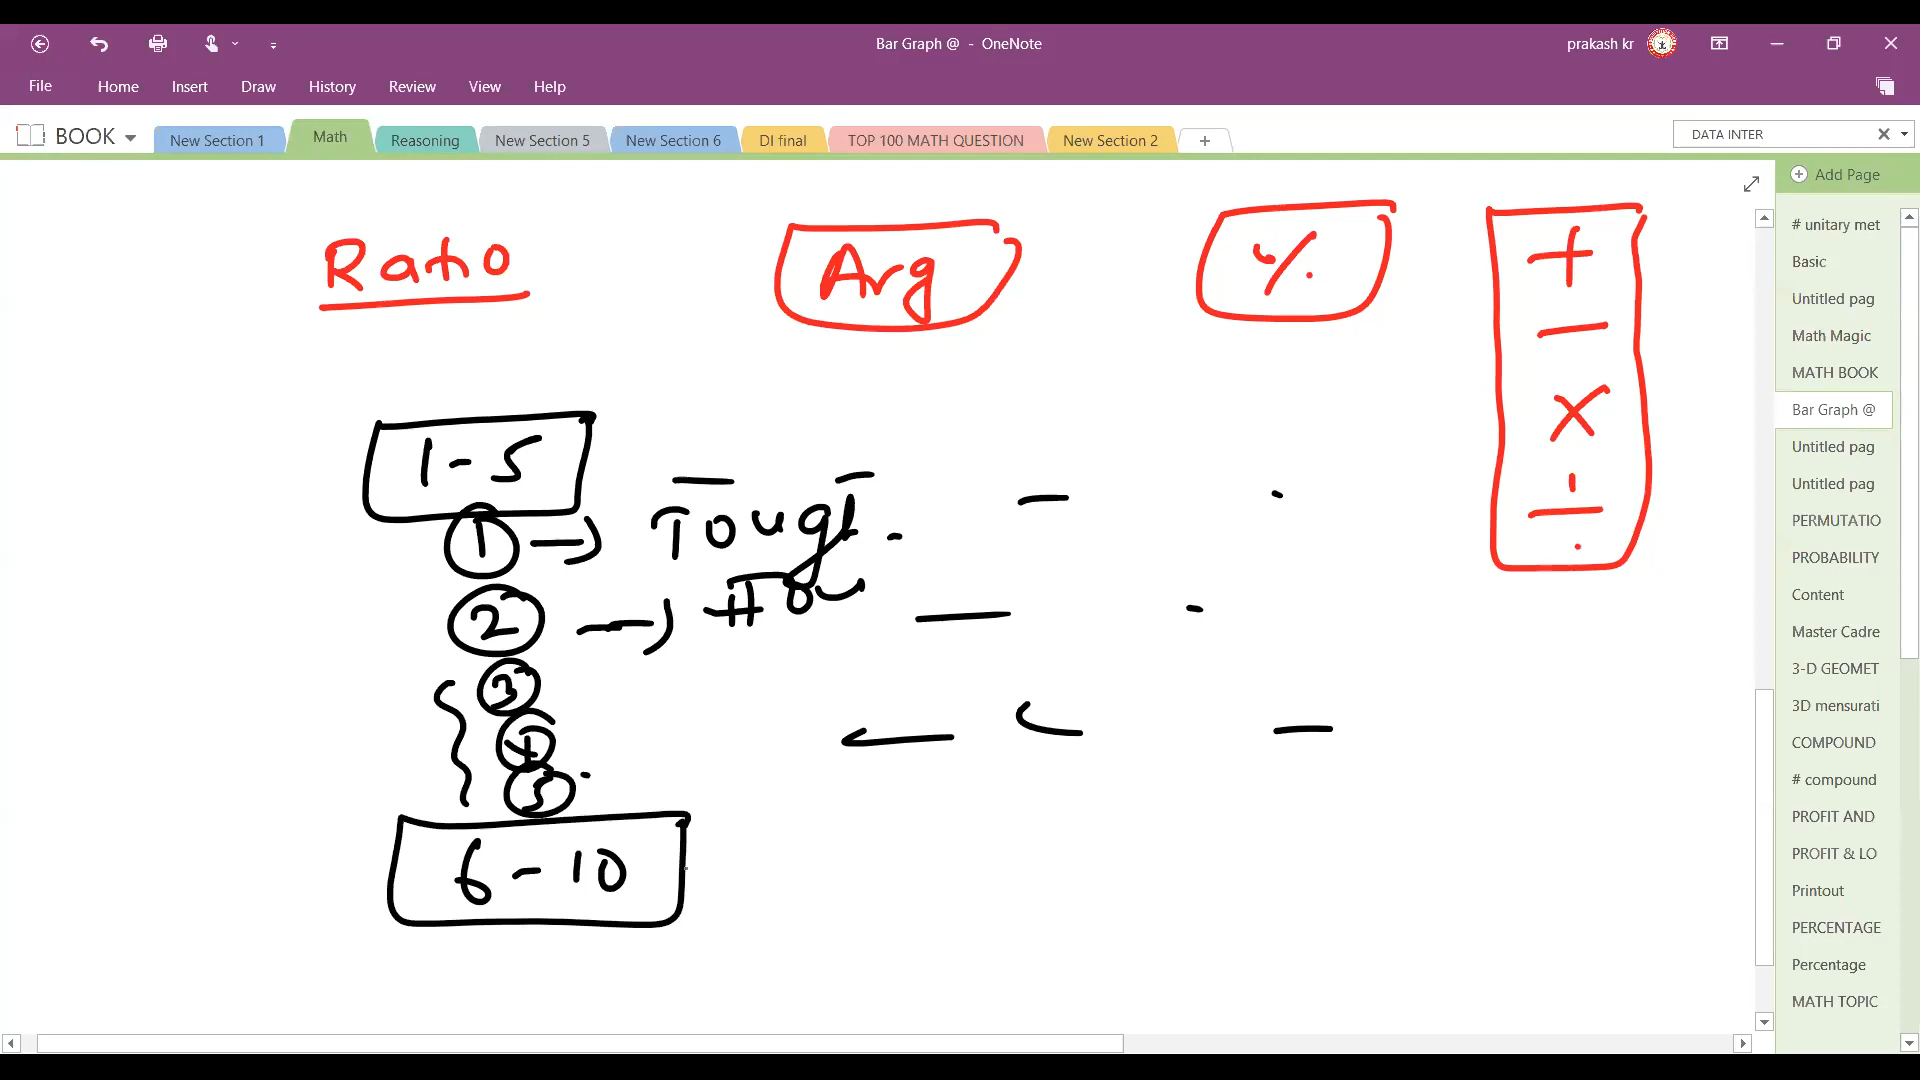 Bar Graph @ - OneNote
prakash kr
File Home Insert Draw History Review View Help
BOOK New Section 1 Math Reasoning New Section 5 New Section 6 DI final TOP 100 MATH QUESTION New Section 2 +
DATA INTER
Add Page
Ratio Arg %
+
−
×
÷
1-5
① → Tough
② →
③
④
⑤
6-10
# unitary met
Basic
Untitled pag
Math Magic
MATH BOOK
Bar Graph @
Untitled pag
Untitled pag
PERMUTATIO
PROBABILITY
Content
Master Cadre
3-D GEOMET
3D mensurati
COMPOUND
# compound
PROFIT AND
PROFIT & LO
Printout
PERCENTAGE
Percentage
MATH TOPIC